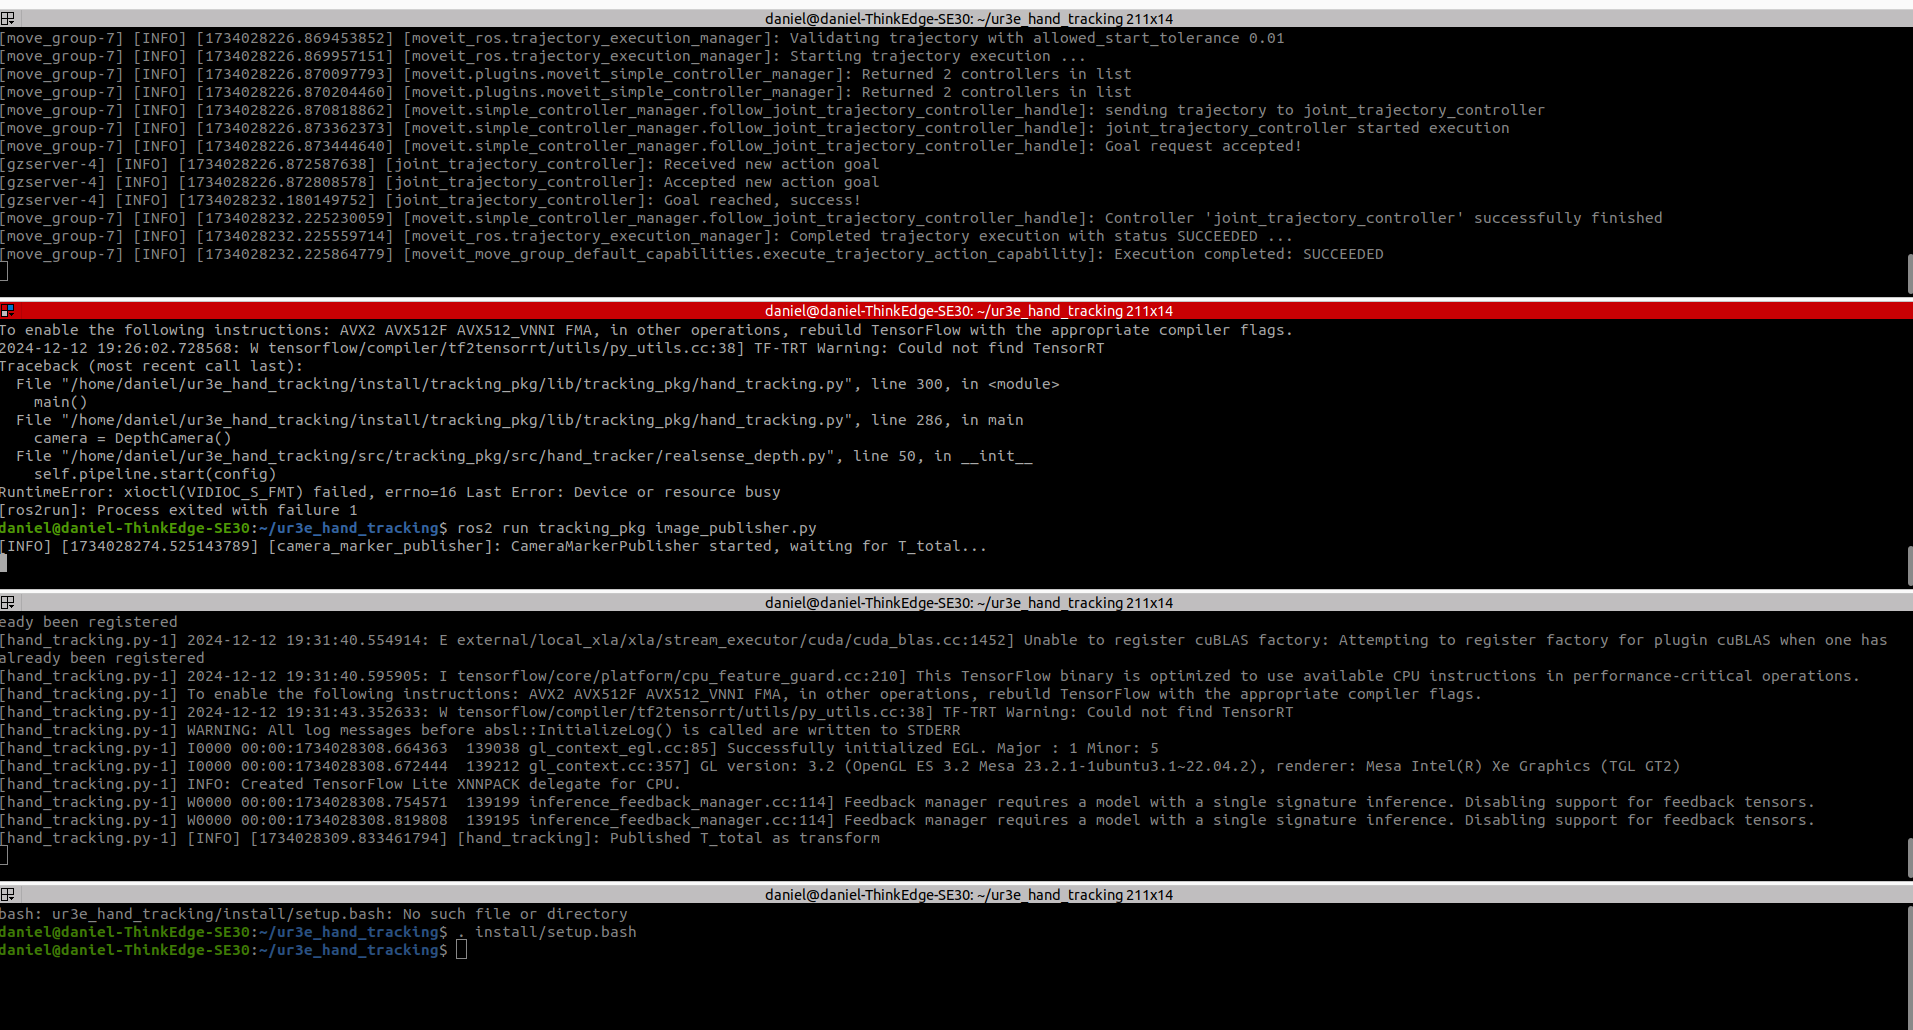 daniel@daniel-ThinkEdge-SE30: ~/ur3e_hand_tracking 211x14
[move_group-7] [INFO] [1734028226.869453852] [moveit_ros.trajectory_execution_manager]: Validating trajectory with allowed_start_tolerance 0.01
[move_group-7] [INFO] [1734028226.869957151] [moveit_ros.trajectory_execution_manager]: Starting trajectory execution ...
[move_group-7] [INFO] [1734028226.870097793] [moveit.plugins.moveit_simple_controller_manager]: Returned 2 controllers in list
[move_group-7] [INFO] [1734028226.870204460] [moveit.plugins.moveit_simple_controller_manager]: Returned 2 controllers in list
[move_group-7] [INFO] [1734028226.870818862] [moveit.simple_controller_manager.follow_joint_trajectory_controller_handle]: sending trajectory to joint_trajectory_controller
[move_group-7] [INFO] [1734028226.873362373] [moveit.simple_controller_manager.follow_joint_trajectory_controller_handle]: joint_trajectory_controller started execution
[move_group-7] [INFO] [1734028226.873444640] [moveit.simple_controller_manager.follow_joint_trajectory_controller_handle]: Goal request accepted!
[gzserver-4] [INFO] [1734028226.872587638] [joint_trajectory_controller]: Received new action goal
[gzserver-4] [INFO] [1734028226.872808578] [joint_trajectory_controller]: Accepted new action goal
[gzserver-4] [INFO] [1734028232.180149752] [joint_trajectory_controller]: Goal reached, success!
[move_group-7] [INFO] [1734028232.225230059] [moveit.simple_controller_manager.follow_joint_trajectory_controller_handle]: Controller 'joint_trajectory_controller' successfully finished
[move_group-7] [INFO] [1734028232.225559714] [moveit_ros.trajectory_execution_manager]: Completed trajectory execution with status SUCCEEDED ...
[move_group-7] [INFO] [1734028232.225864779] [moveit_move_group_default_capabilities.execute_trajectory_action_capability]: Execution completed: SUCCEEDED
daniel@daniel-ThinkEdge-SE30: ~/ur3e_hand_tracking 211x14
To enable the following instructions: AVX2 AVX512F AVX512_VNNI FMA, in other operations, rebuild TensorFlow with the appropriate compiler flags.
2024-12-12 19:26:02.728568: W tensorflow/compiler/tf2tensorrt/utils/py_utils.cc:38] TF-TRT Warning: Could not find TensorRT
Traceback (most recent call last):
  File "/home/daniel/ur3e_hand_tracking/install/tracking_pkg/lib/tracking_pkg/hand_tracking.py", line 300, in <module>
    main()
  File "/home/daniel/ur3e_hand_tracking/install/tracking_pkg/lib/tracking_pkg/hand_tracking.py", line 286, in main
    camera = DepthCamera()
  File "/home/daniel/ur3e_hand_tracking/src/tracking_pkg/src/hand_tracker/realsense_depth.py", line 50, in __init__
    self.pipeline.start(config)
RuntimeError: xioctl(VIDIOC_S_FMT) failed, errno=16 Last Error: Device or resource busy
[ros2run]: Process exited with failure 1
daniel@daniel-ThinkEdge-SE30:~/ur3e_hand_tracking$ ros2 run tracking_pkg image_publisher.py
[INFO] [1734028274.525143789] [camera_marker_publisher]: CameraMarkerPublisher started, waiting for T_total...
daniel@daniel-ThinkEdge-SE30: ~/ur3e_hand_tracking 211x14
eady been registered
[hand_tracking.py-1] 2024-12-12 19:31:40.554914: E external/local_xla/xla/stream_executor/cuda/cuda_blas.cc:1452] Unable to register cuBLAS factory: Attempting to register factory for plugin cuBLAS when one has
already been registered
[hand_tracking.py-1] 2024-12-12 19:31:40.595905: I tensorflow/core/platform/cpu_feature_guard.cc:210] This TensorFlow binary is optimized to use available CPU instructions in performance-critical operations.
[hand_tracking.py-1] To enable the following instructions: AVX2 AVX512F AVX512_VNNI FMA, in other operations, rebuild TensorFlow with the appropriate compiler flags.
[hand_tracking.py-1] 2024-12-12 19:31:43.352633: W tensorflow/compiler/tf2tensorrt/utils/py_utils.cc:38] TF-TRT Warning: Could not find TensorRT
[hand_tracking.py-1] WARNING: All log messages before absl::InitializeLog() is called are written to STDERR
[hand_tracking.py-1] I0000 00:00:1734028308.664363  139038 gl_context_egl.cc:85] Successfully initialized EGL. Major : 1 Minor: 5
[hand_tracking.py-1] I0000 00:00:1734028308.672444  139212 gl_context.cc:357] GL version: 3.2 (OpenGL ES 3.2 Mesa 23.2.1-1ubuntu3.1~22.04.2), renderer: Mesa Intel(R) Xe Graphics (TGL GT2)
[hand_tracking.py-1] INFO: Created TensorFlow Lite XNNPACK delegate for CPU.
[hand_tracking.py-1] W0000 00:00:1734028308.754571  139199 inference_feedback_manager.cc:114] Feedback manager requires a model with a single signature inference. Disabling support for feedback tensors.
[hand_tracking.py-1] W0000 00:00:1734028308.819808  139195 inference_feedback_manager.cc:114] Feedback manager requires a model with a single signature inference. Disabling support for feedback tensors.
[hand_tracking.py-1] [INFO] [1734028309.833461794] [hand_tracking]: Published T_total as transform
daniel@daniel-ThinkEdge-SE30: ~/ur3e_hand_tracking 211x14
bash: ur3e_hand_tracking/install/setup.bash: No such file or directory
daniel@daniel-ThinkEdge-SE30:~/ur3e_hand_tracking$ . install/setup.bash
daniel@daniel-ThinkEdge-SE30:~/ur3e_hand_tracking$